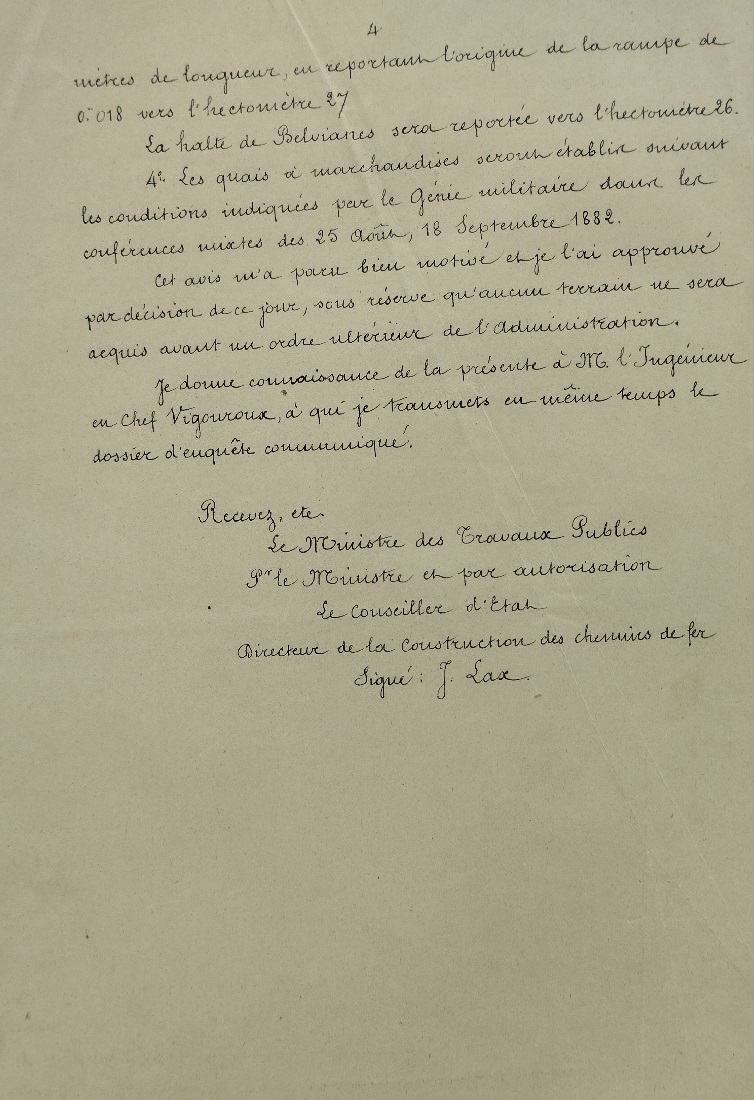 4
mètres de longueur, en reportant l'origine de la rampe de
0.m018 vers l'hectomètre 27
La halte de Belvianes sera reportée vers l'hectomètre 26.
4°. Les quais à marchandises seront établis suivant
les conditions indiquées par le Génie militaire dans les
conférences mixtes des 25 Août, 18 Septembre 1882.
Cet avis m'a paru bien motivé et je l'ai approuvé
par décision de ce jour, sous réserve qu'aucun terrain ne sera
acquis avant un ordre ultérieur de l'Administration.
Je donne connaissance de la présente à M. l'Ingénieur
en Chef Vigouroux, à qui je transmets en même temps le
dossier d'enquête communiqué.
Recevez, etc.
Le Ministre des Travaux Publics
Pr le Ministre et par autorisation
Le Conseiller d'Etat
Directeur de la Construction des chemins de fer
Signé : J. Lax.